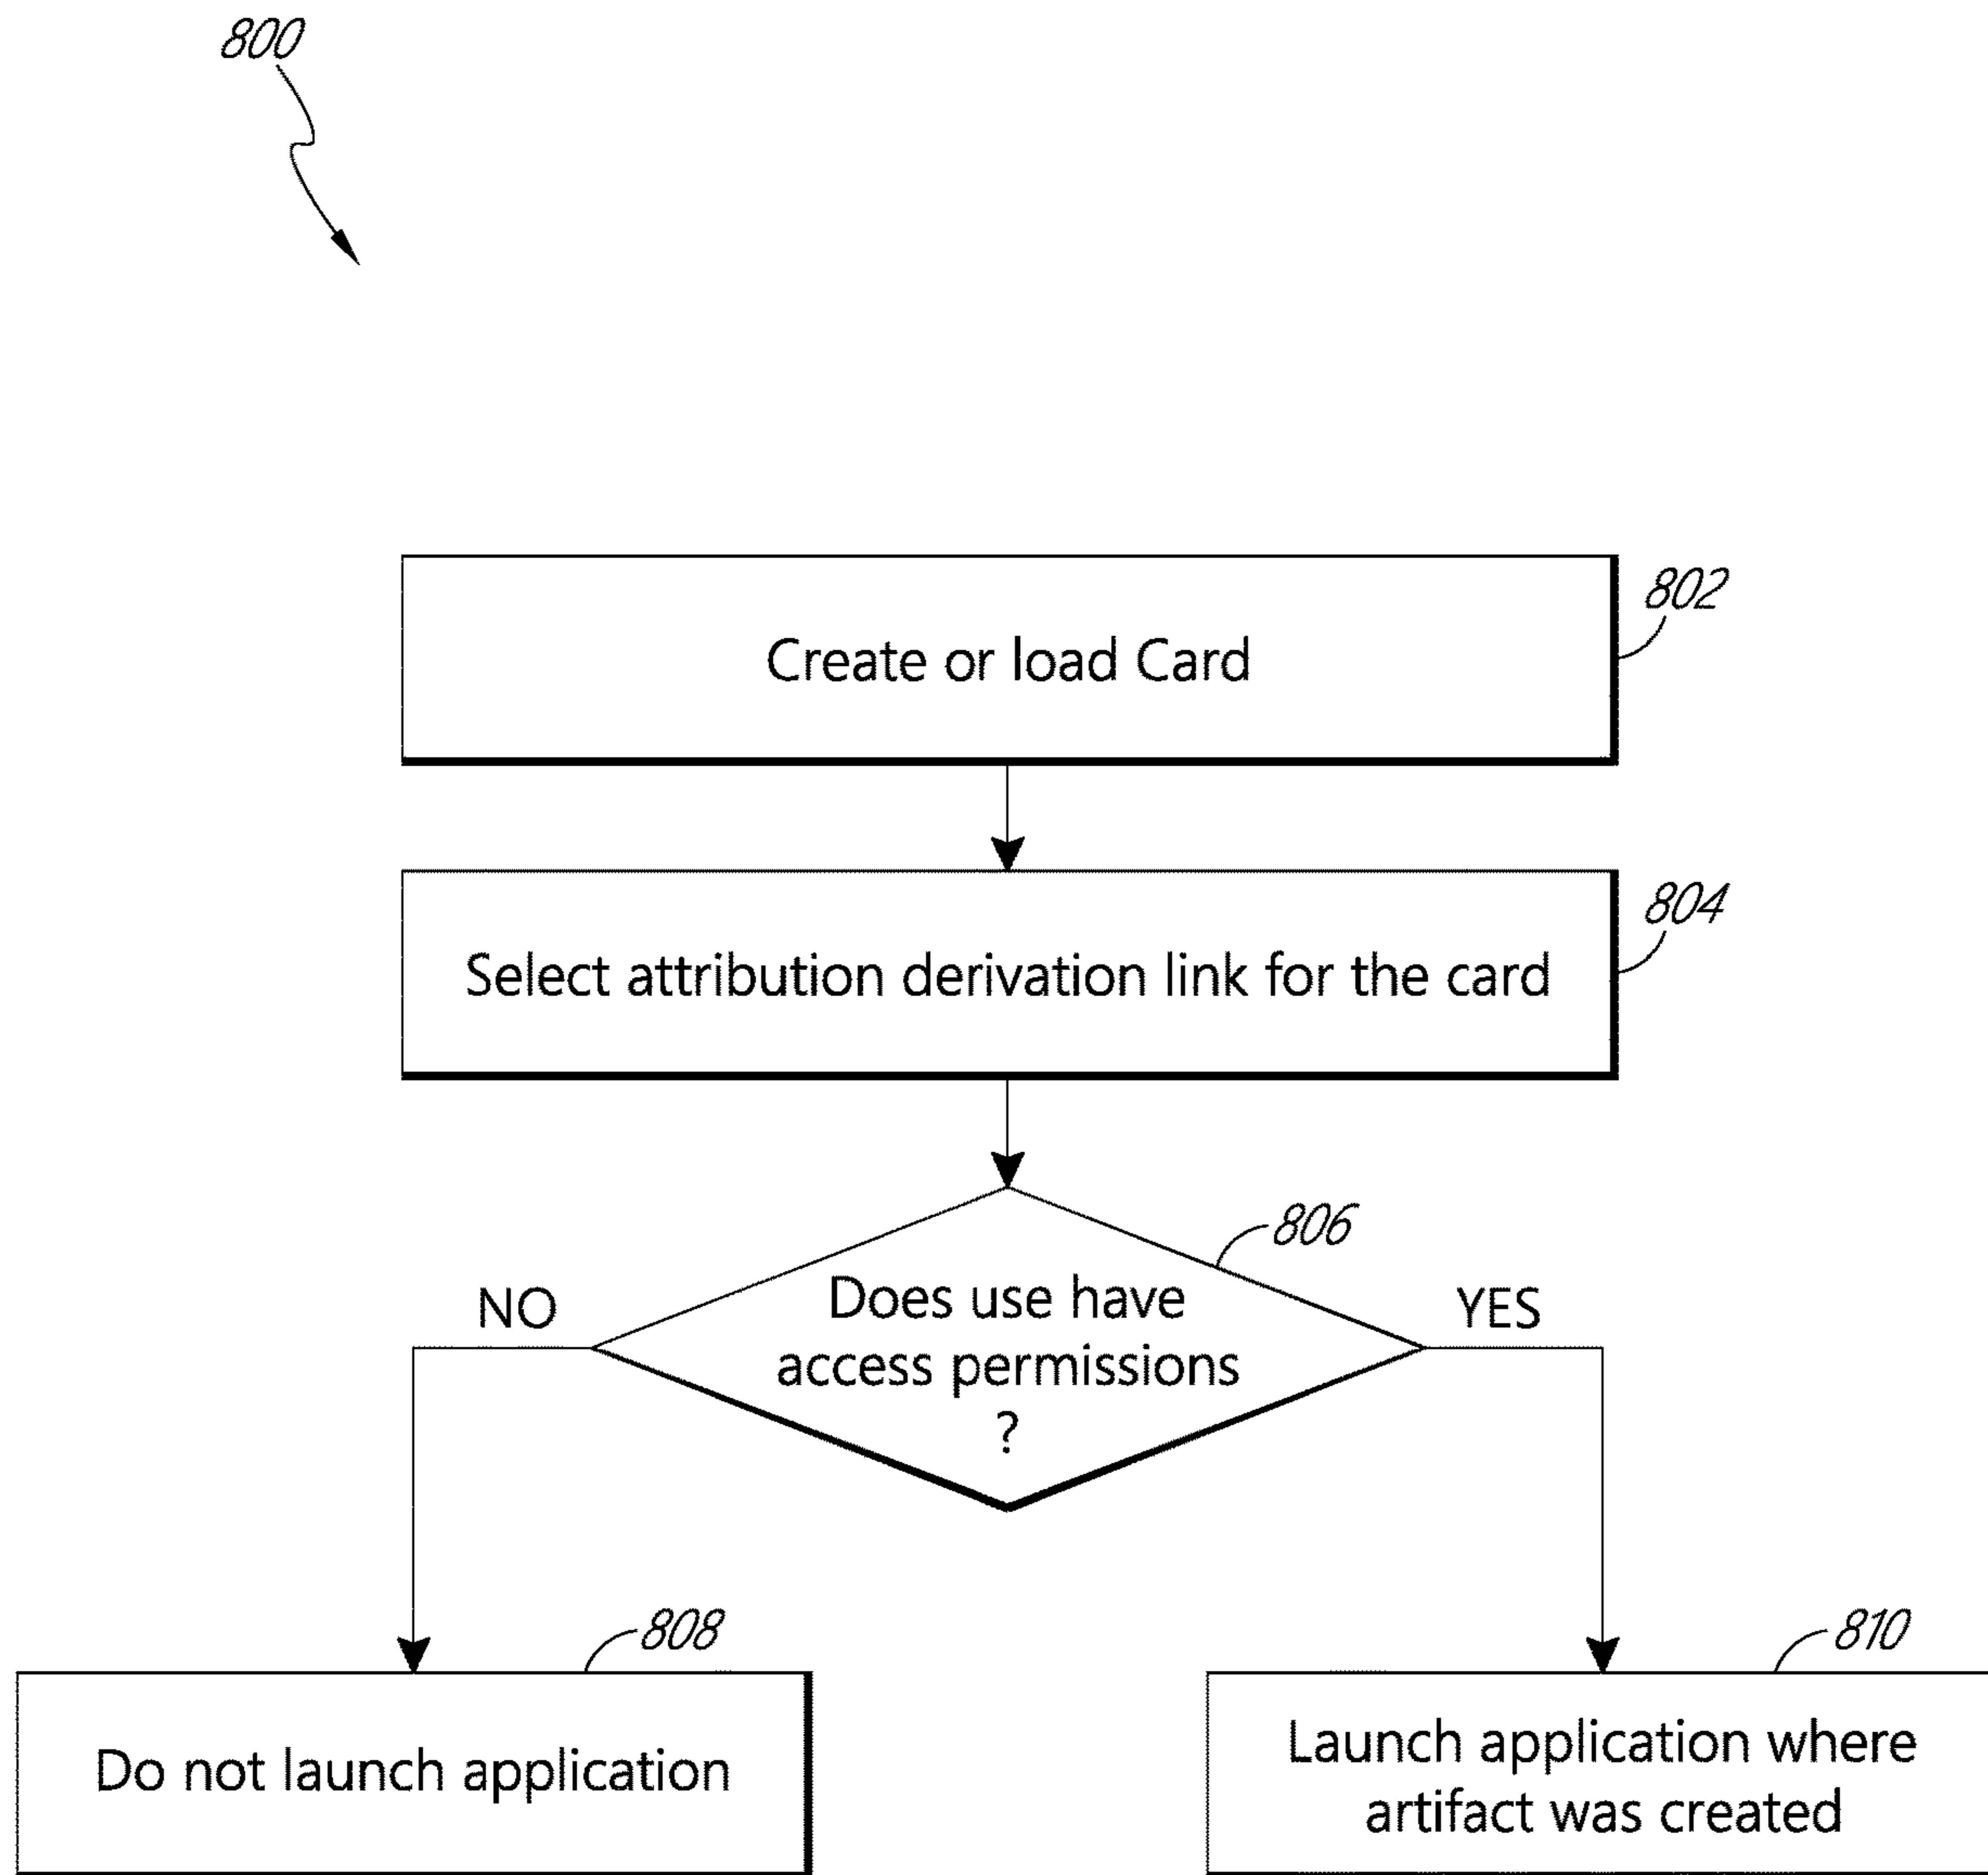 800
Create or load Card
802
Select attribution derivation link for the card
804
806
Does use have
access permissions
?
NO
YES
808
Do not launch application
810
Launch application where
artifact was created